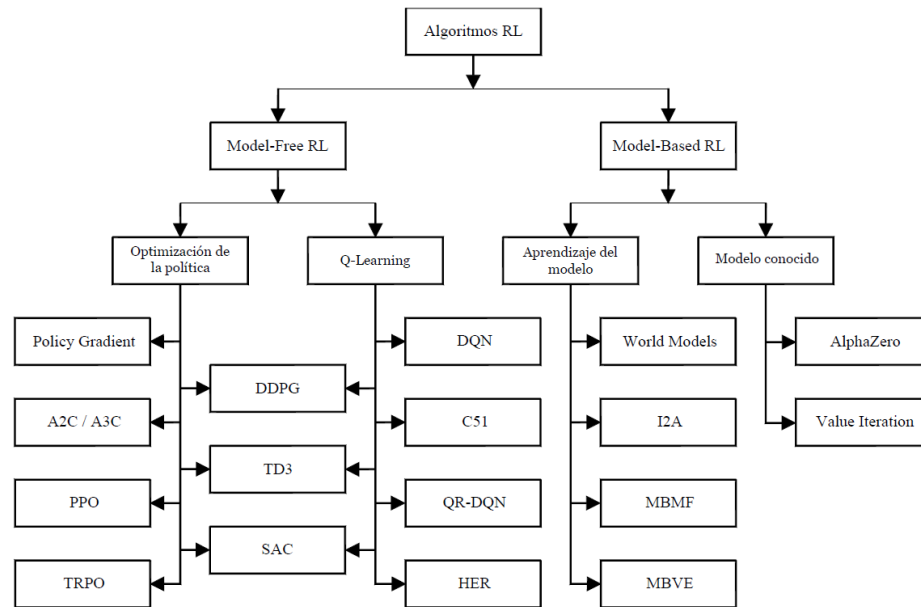 Algoritmos RL
Model-Free RL
Model-Based RL
Optimización de
la política
Q-Learning
Aprendizaje del
modelo
Modelo conocido
Policy Gradient
DQN
World Models
AlphaZero
DDPG
A2C / A3C
C51
I2A
Value Iteration
TD3
PPO
QR-DQN
MBMF
SAC
TRPO
HER
MBVE